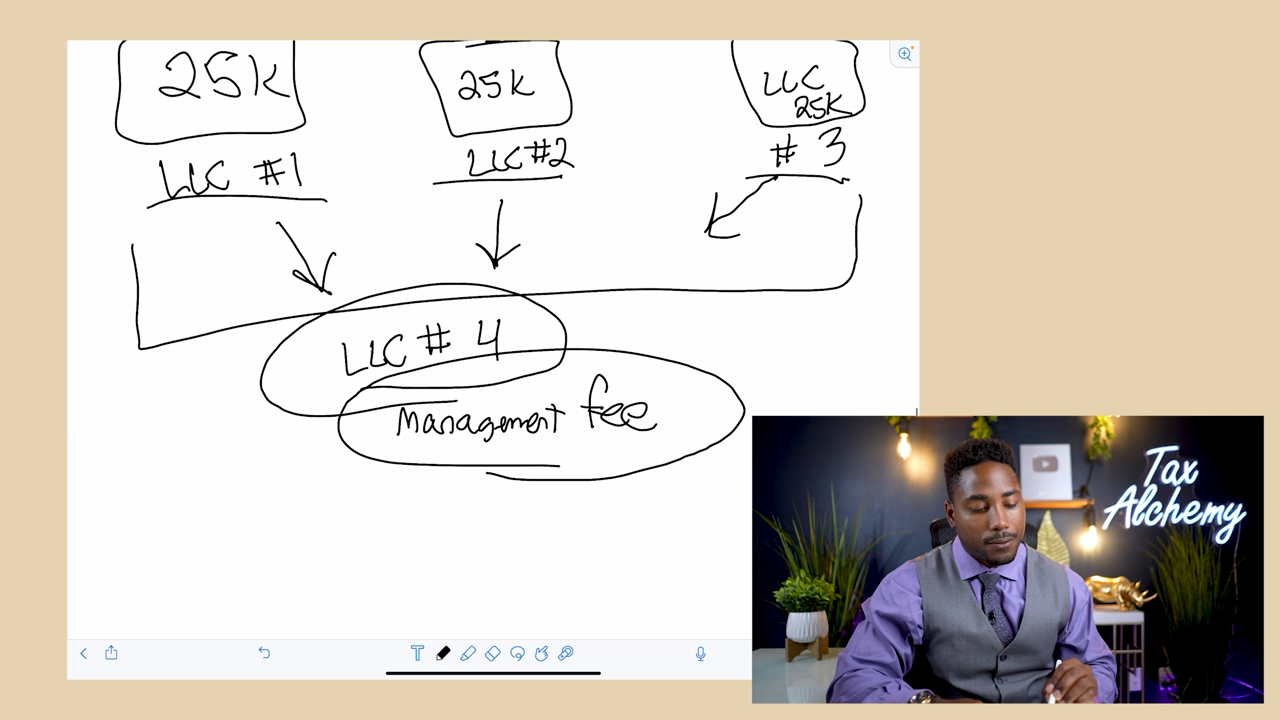 25k
LLC #1
25k
LLC #2
LLC
25k
# 3
LLC # 4
Management fee
T
Tax
Alchemy